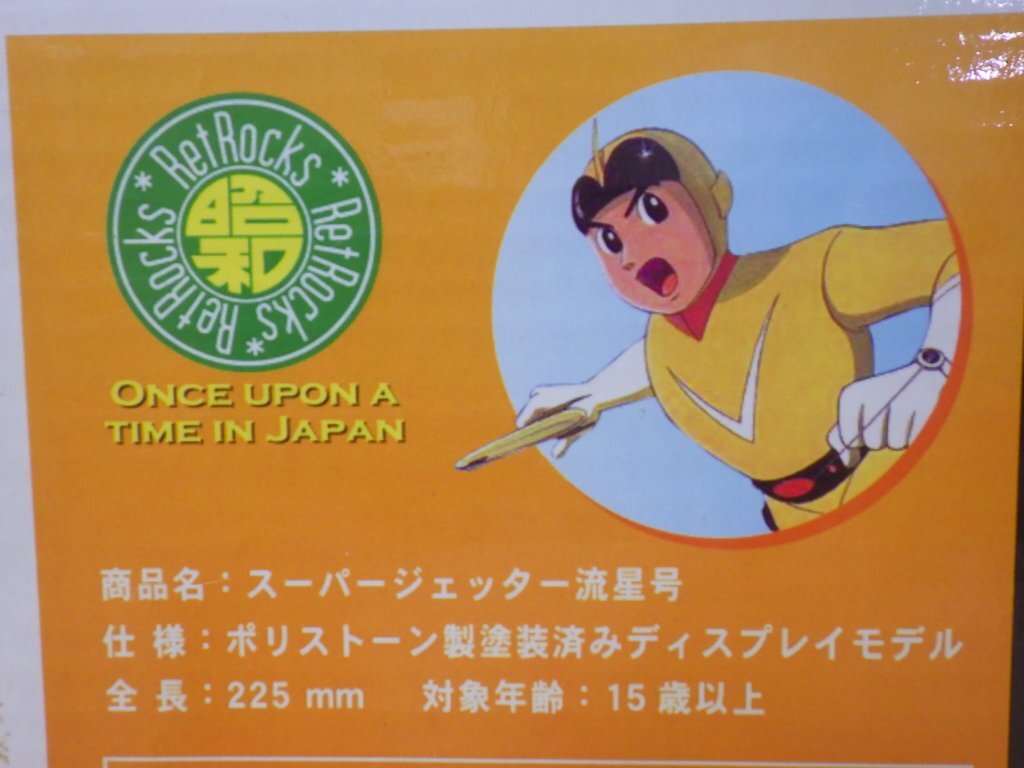 RetRocks * RetRocks * RetRocks * RetRocks
昭和
ONCE UPON A
TIME IN JAPAN
商品名：スーパージェッター流星号
仕 様：ポリストーン製塗装済みディスプレイモデル
全 長：225 mm 対象年齢：15 歳以上